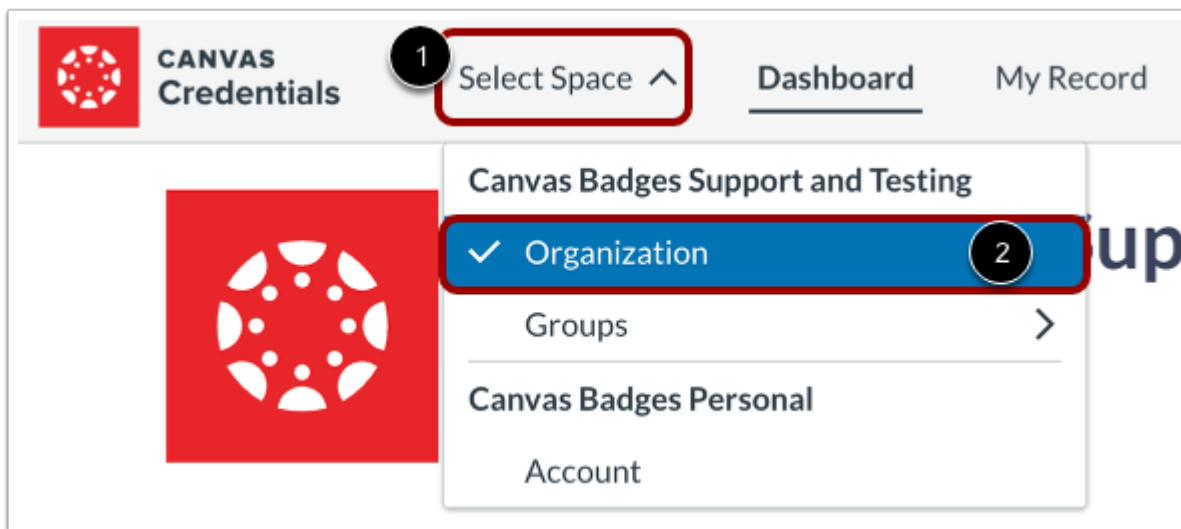 CANVAS
Credentials
1
Select Space
Dashboard
My Record
Canvas Badges Support and Testing
Organization
2
up
Groups
Canvas Badges Personal
Account